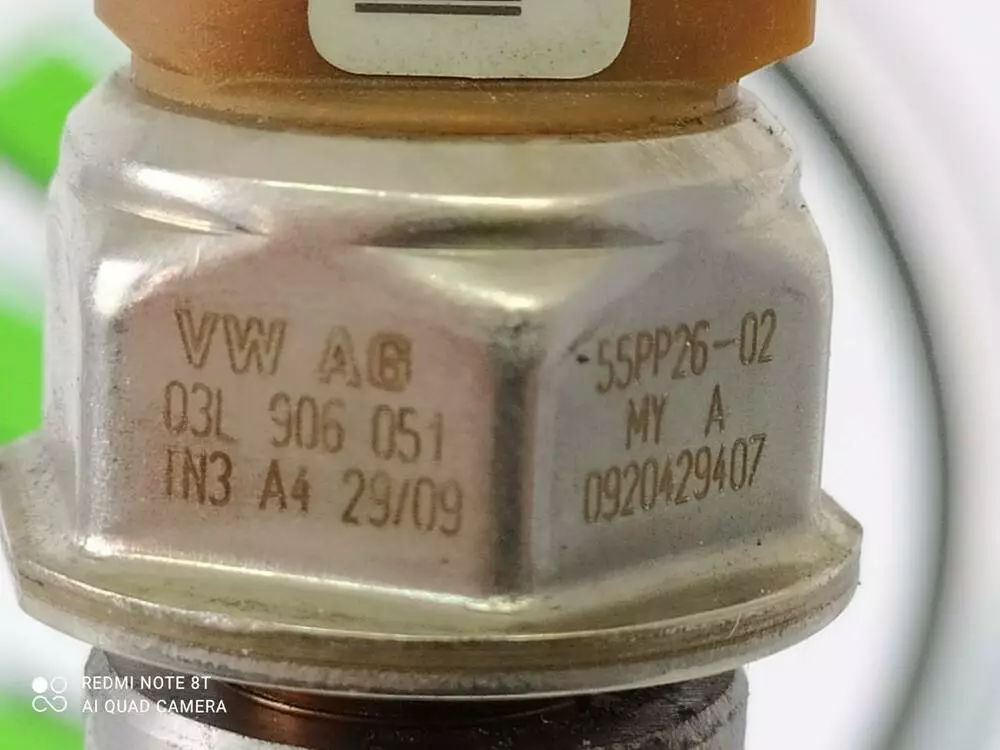 VW AG
03L 906 051
TN3 A4 29/09
55PP26-02
MY A
0920429407
REDMI NOTE 8T
AI QUAD CAMERA